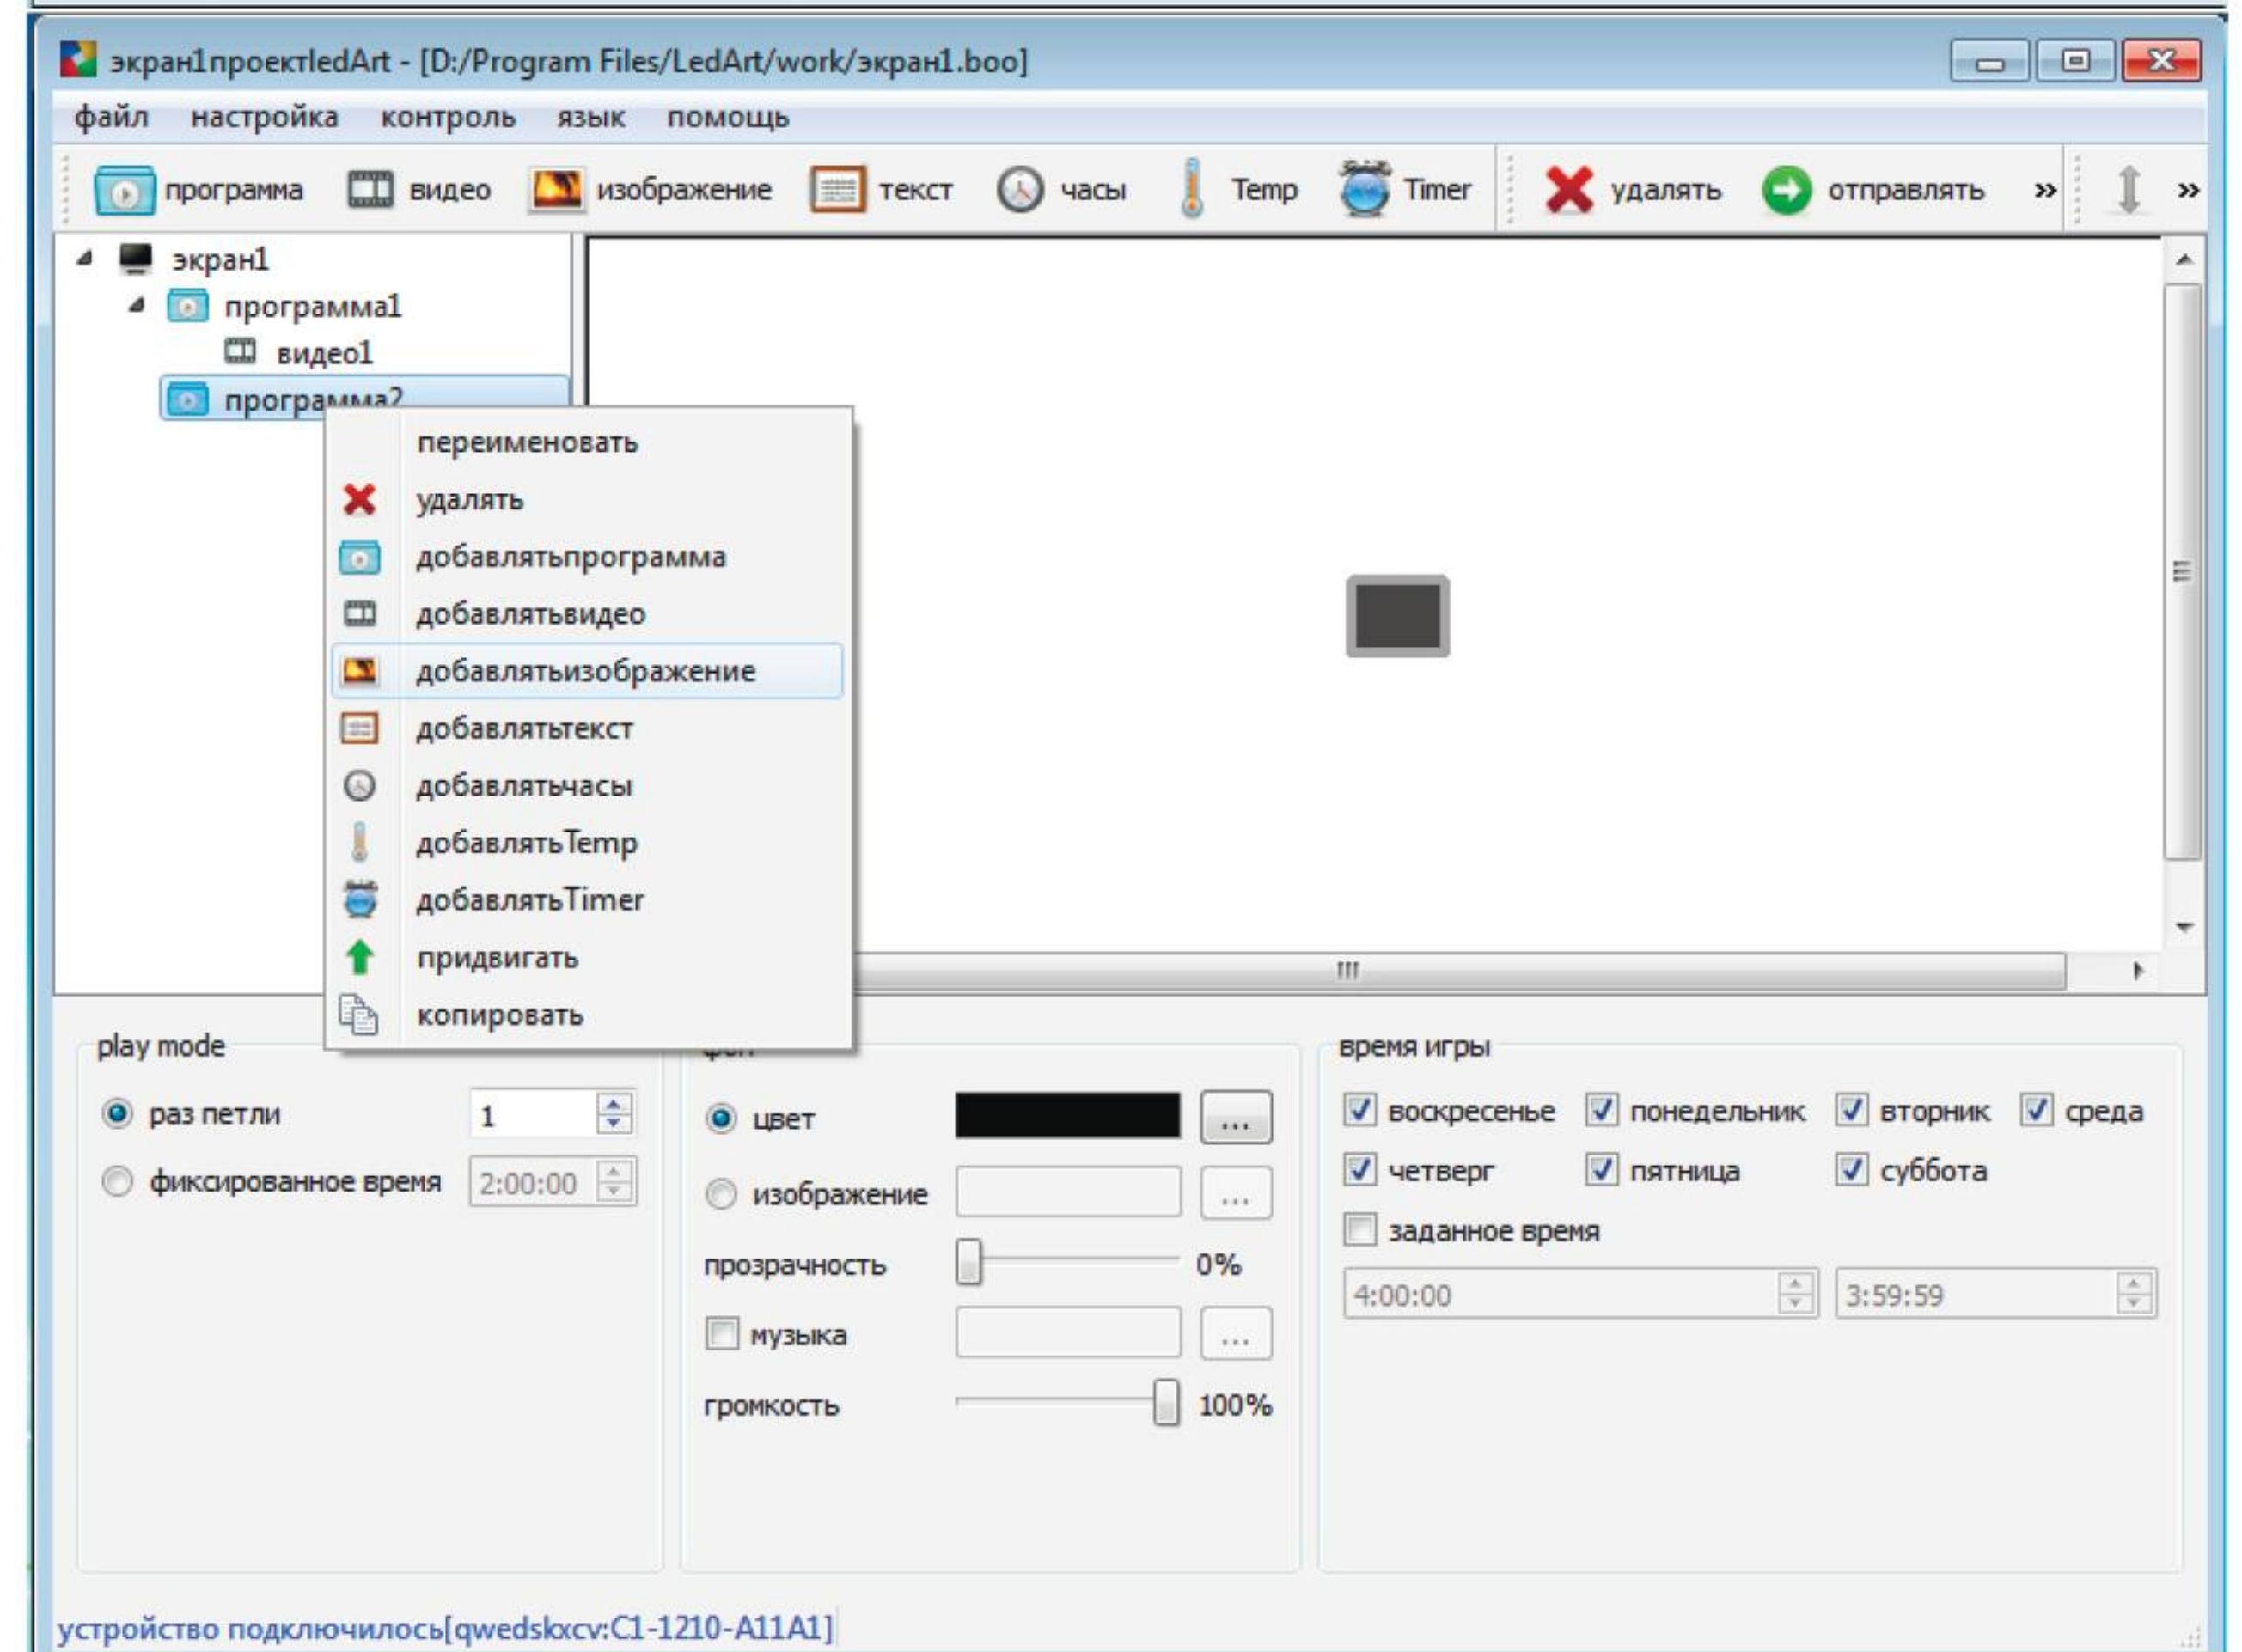 экран1проектledArt - [D:/Program Files/LedArt/work/экран1.boo]
файл настройка контроль язык помощь
программа видео изображение текст часы Temp Timer удалять отправлять » »
экран1
программа1
видео1
программа2
переименовать
удалять
добавлятьпрограмма
добавлятьвидео
добавлятьизображение
добавлятьтекст
добавлятьчасы
добавлятьTemp
добавлятьTimer
придвигать
копировать
play mode
раз петли 1
фиксированное время 2:00:00
цвет ...
изображение ...
прозрачность 0%
музыка ...
громкость 100%
время игры
воскресенье понедельник вторник среда
четверг пятница суббота
заданное время
4:00:00 3:59:59
устройство подключилось[qwedskxcv:C1-1210-A11A1]